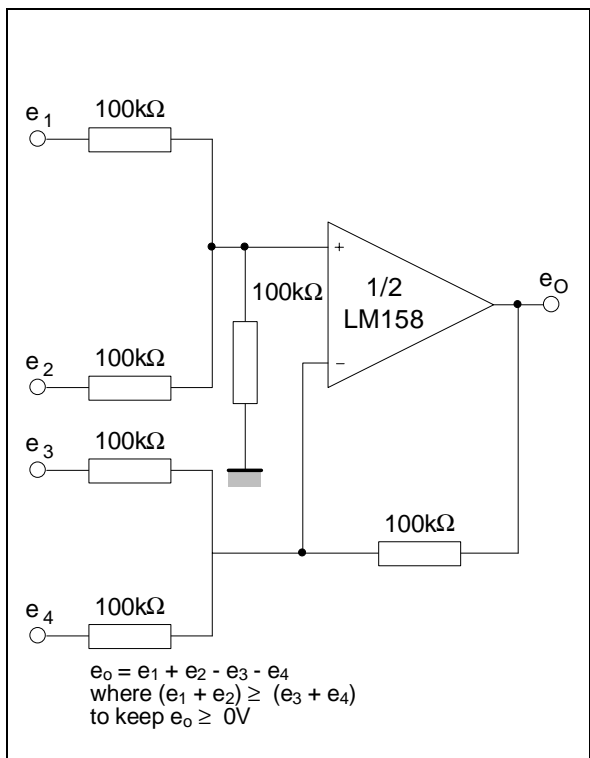 100kΩ
e1
100kΩ
+
1/2
LM158
eO
100kΩ
e2
–
100kΩ
e3
100kΩ
100kΩ
e4
eo = e1 + e2 - e3 - e4
where (e1 + e2) ≥ (e3 + e4)
to keep eo ≥ 0V